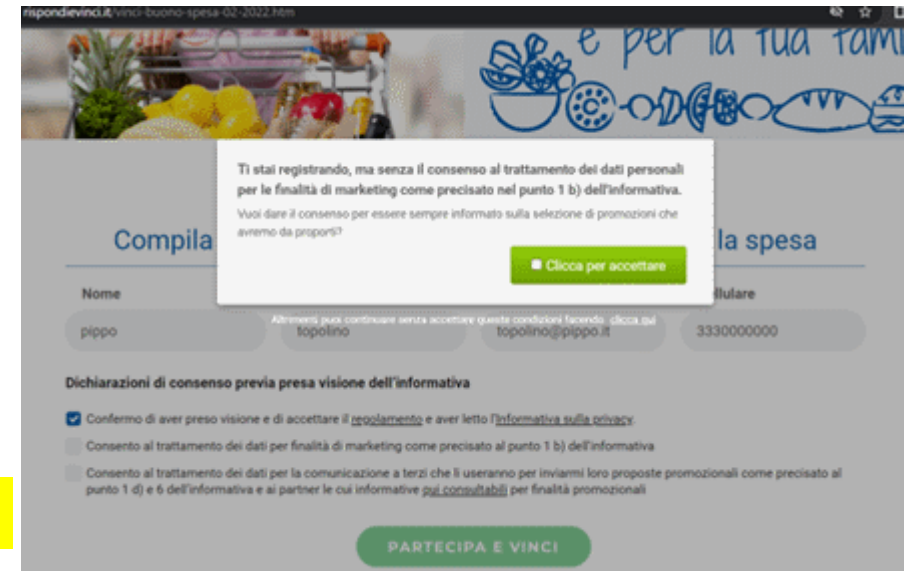 rispondievinci.it/vinci-buono-spesa-02-2022.htm
e per la tua fami
Ti stai registrando, ma senza il consenso al trattamento dei dati personali
per le finalità di marketing come precisato nel punto 1 b) dell'informativa.
Vuoi dare il consenso per essere sempre informato sulla selezione di promozioni che
avremo da proporti?
Clicca per accettare
Compila la spesa
Nome llulare
Altrimenti puoi continuare senza accettare queste condizioni facendo clicca qui
pippo topolino topolino@pippo.it 3330000000
Dichiarazioni di consenso previa presa visione dell'informativa
Confermo di aver preso visione e di accettare il regolamento e aver letto l'Informativa sulla privacy.
Consento al trattamento dei dati per finalità di marketing come precisato al punto 1 b) dell'informativa
Consento al trattamento dei dati per la comunicazione a terzi che li useranno per inviarmi loro proposte promozionali come precisato al
punto 1 d) e 6 dell'informativa e ai partner le cui informative qui consultabili per finalità promozionali
PARTECIPA E VINCI